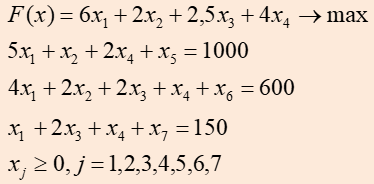 F(x) = 6x₁ + 2x₂ + 2,5x₃ + 4x₄ → max
5x₁ + x₂ + 2x₄ + x₅ = 1000
4x₁ + 2x₂ + 2x₃ + x₄ + x₆ = 600
x₁ + 2x₃ + x₄ + x₇ = 150
xⱼ ≥ 0, j = 1,2,3,4,5,6,7